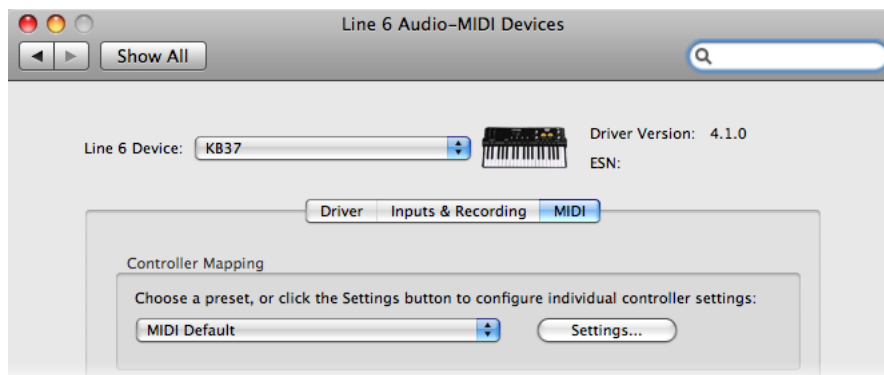 Line 6 Audio-MIDI Devices
Show All
Line 6 Device: KB37
Driver Version: 4.1.0
ESN:
Driver Inputs & Recording MIDI
Controller Mapping
Choose a preset, or click the Settings button to configure individual controller settings:
MIDI Default Settings...